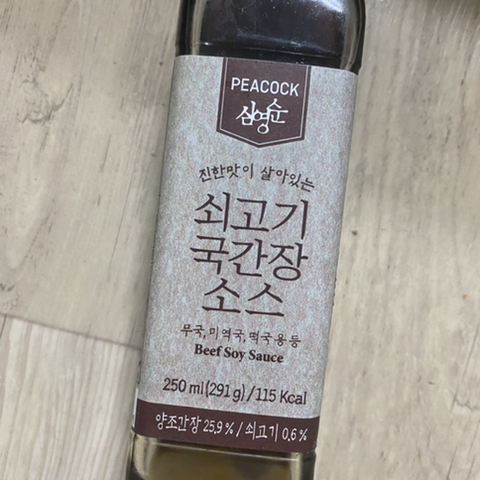 PEACOCK
심영순
진한맛이 살아있는
쇠고기
국간장
소스
무국, 미역국, 떡국용 등
Beef Soy Sauce
250 ml(291 g) / 115 Kcal
양조간장 25.9 % / 쇠고기 0.6 %